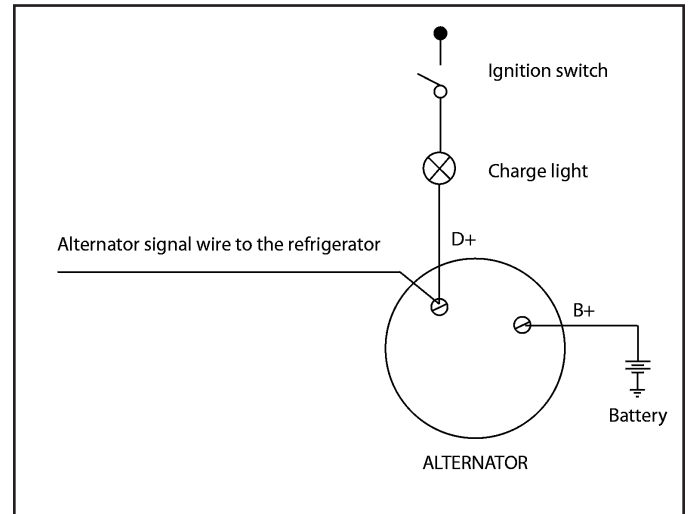 Ignition switch
Charge light
Alternator signal wire to the refrigerator
D+
B+
Battery
ALTERNATOR